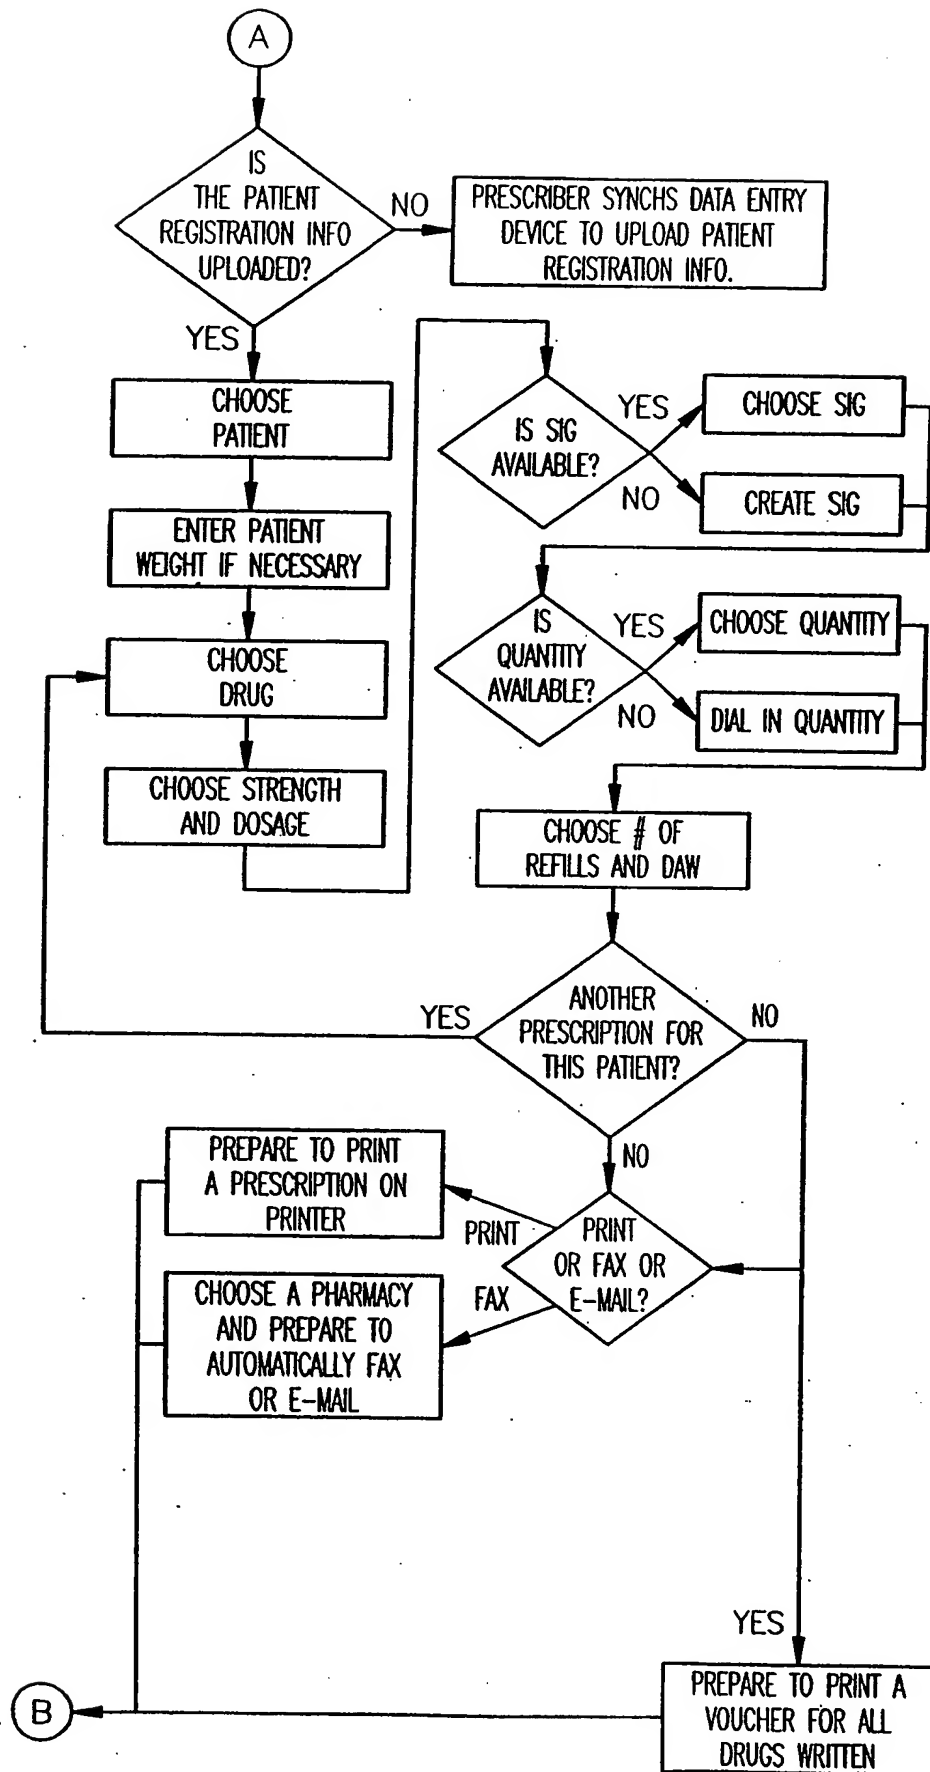 A
IS
THE PATIENT
REGISTRATION INFO
UPLOADED?
NO
PRESCRIBER SYNCHS DATA ENTRY
DEVICE TO UPLOAD PATIENT
REGISTRATION INFO.
YES
CHOOSE
PATIENT
ENTER PATIENT
WEIGHT IF NECESSARY
CHOOSE
DRUG
CHOOSE STRENGTH
AND DOSAGE
IS SIG
AVAILABLE?
YES
CHOOSE SIG
NO
CREATE SIG
IS
QUANTITY
AVAILABLE?
YES
CHOOSE QUANTITY
NO
DIAL IN QUANTITY
CHOOSE # OF
REFILLS AND DAW
ANOTHER
PRESCRIPTION FOR
THIS PATIENT?
YES
NO
NO
PRINT
OR FAX OR
E-MAIL?
PRINT
PREPARE TO PRINT
A PRESCRIPTION ON
PRINTER
FAX
CHOOSE A PHARMACY
AND PREPARE TO
AUTOMATICALLY FAX
OR E-MAIL
YES
PREPARE TO PRINT A
VOUCHER FOR ALL
DRUGS WRITTEN
B